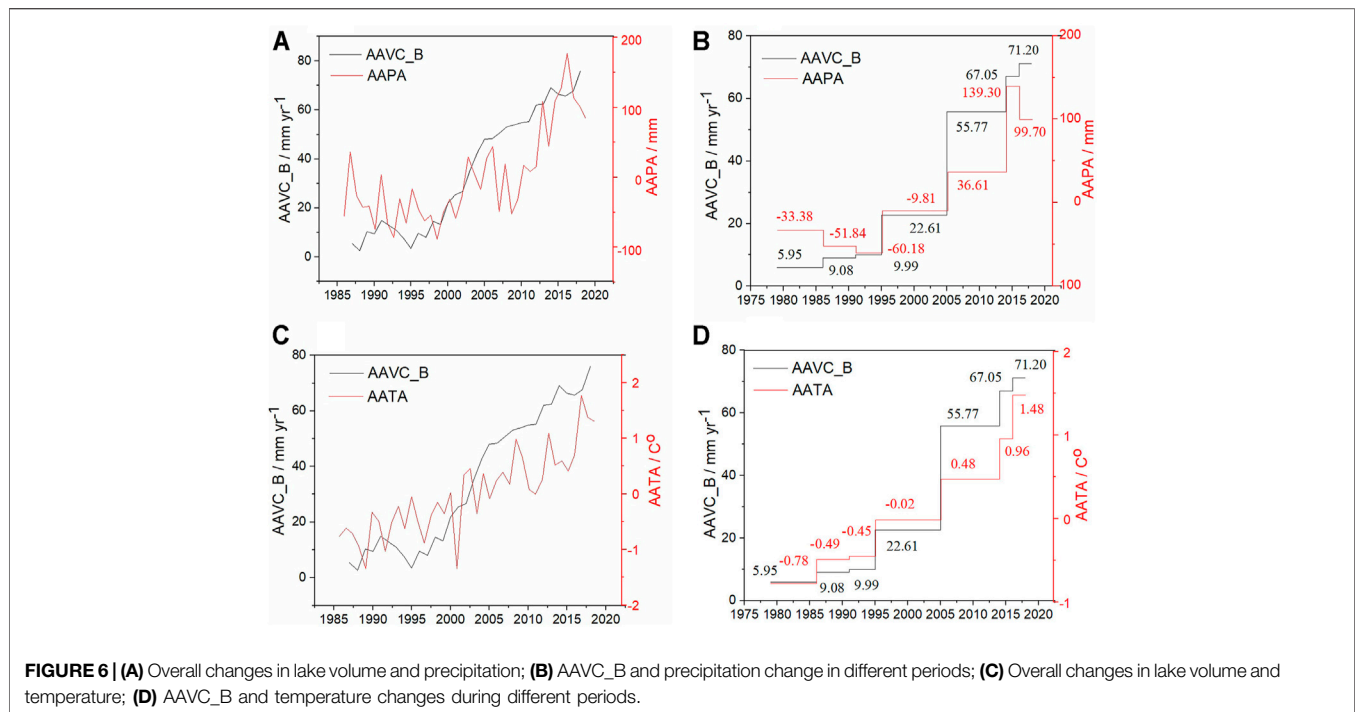 A
AAVC_B
AAPA
AAVC_B / mm yr-1
80
60
40
20
0
200
100
0
-100
AAPA / mm
1985 1990 1995 2000 2005 2010 2015 2020
B
AAVC_B
AAPA
AAVC_B / mm yr-1
80
60
40
20
0
71.20
67.05
139.30
55.77
99.70
36.61
-9.81
-33.38
-51.84
22.61
-60.18
5.95
9.08
9.99
200
100
0
100
AAPA / mm
1975 1980 1985 1990 1995 2000 2005 2010 2015 2020
C
AAVC_B
AATA
AAVC_B / mm yr-1
80
60
40
20
0
2
1
0
-1
-2
AATA / C°
1985 1990 1995 2000 2005 2010 2015 2020
D
AAVC_B
AATA
AAVC_B / mm yr-1
80
60
40
20
0
71.20
67.05
55.77
1.48
0.96
0.48
-0.02
-0.45
-0.49
-0.78
22.61
5.95
9.08
9.99
2
1
0
-1
AATA / C°
1975 1980 1985 1990 1995 2000 2005 2010 2015 2020
FIGURE 6 | (A) Overall changes in lake volume and precipitation; (B) AAVC_B and precipitation change in different periods; (C) Overall changes in lake volume and
temperature; (D) AAVC_B and temperature changes during different periods.